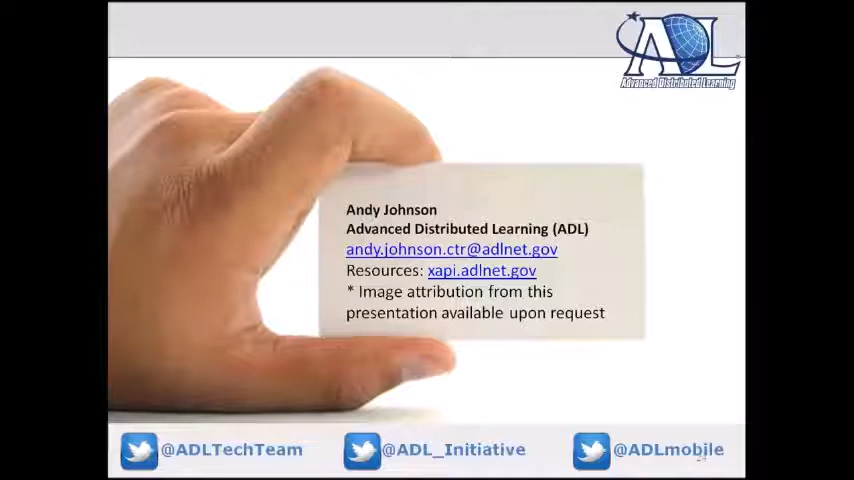 ADL
Advanced Distributed Learning
Andy Johnson
Advanced Distributed Learning (ADL)
andy.johnson.ctr@adlnet.gov
Resources: xapi.adlnet.gov
* Image attribution from this
presentation available upon request
@ADLTechTeam
@ADL_Initiative
@ADLmobile